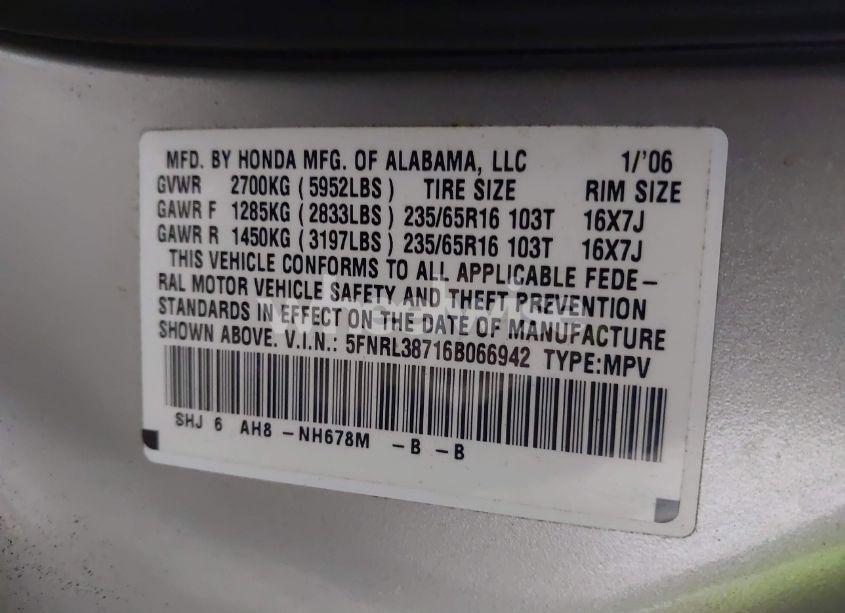 MFD. BY HONDA MFG. OF ALABAMA, LLC 1/'06
GVWR 2700KG (5952LBS) TIRE SIZE RIM SIZE
GAWR F 1285KG (2833LBS) 235/65R16 103T 16X7J
GAWR R 1450KG (3197LBS) 235/65R16 103T 16X7J
THIS VEHICLE CONFORMS TO ALL APPLICABLE FEDE-
RAL MOTOR VEHICLE SAFETY AND THEFT PREVENTION
STANDARDS IN EFFECT ON THE DATE OF MANUFACTURE
SHOWN ABOVE. V.I.N.: 5FNRL38716B066942 TYPE:MPV
SHJ 6 AH8 -NH678M -B -B